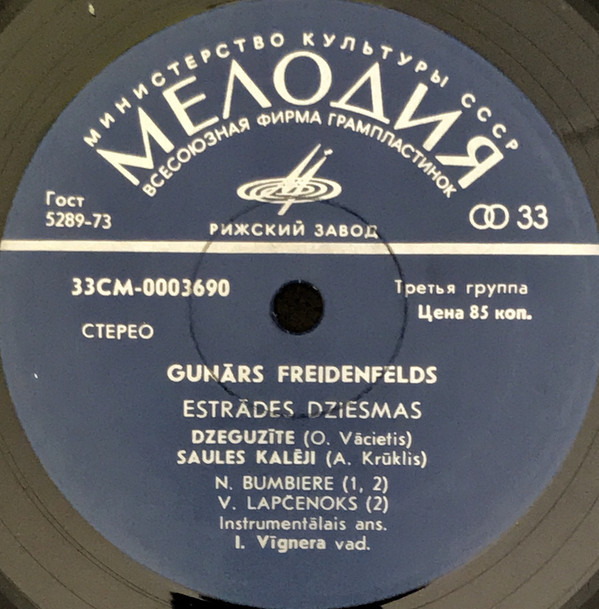 МИНИСТЕРСТВО КУЛЬТУРЫ СССР
МЕЛОДИЯ
ВСЕСОЮЗНАЯ ФИРМА ГРАМПЛАСТИНОК
Гост
5289-73
33
РИЖСКИЙ ЗАВОД
33СМ-0003690
Третья группа
Цена 85 коп.
СТЕРЕО
GUNĀRS FREIDENFELDS
ESTRĀDES DZIESMAS
DZEGUZĪTE (O. Vācietis)
SAULES KALĒJI (A. Krūklis)
N. BUMBIERE (1, 2)
V. LAPČENOKS (2)
Instrumentālais ans.
I. Vīgnera vad.